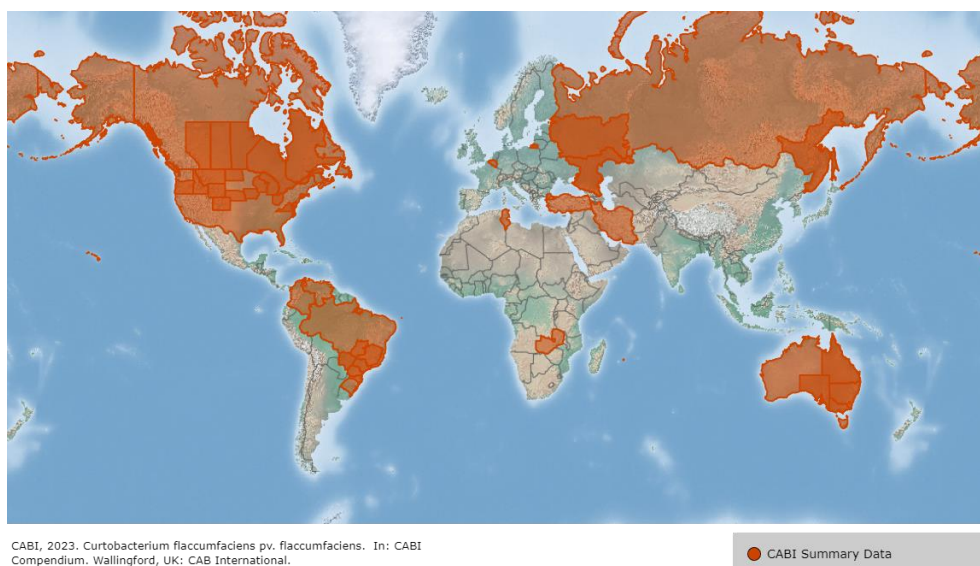 CABI, 2023. Curtobacterium flaccumfaciens pv. flaccumfaciens. In: CABI
Compendium. Wallingford, UK: CAB International.
CABI Summary Data